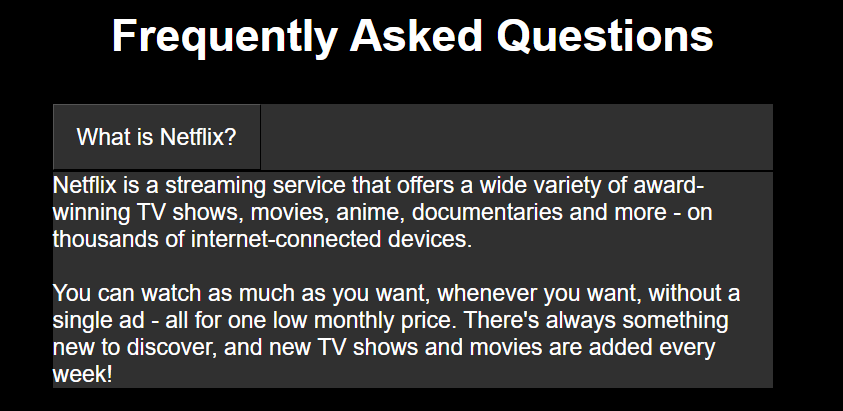 Frequently Asked Questions
What is Netflix?
Netflix is a streaming service that offers a wide variety of award-
winning TV shows, movies, anime, documentaries and more - on
thousands of internet-connected devices.
You can watch as much as you want, whenever you want, without a
single ad - all for one low monthly price. There's always something
new to discover, and new TV shows and movies are added every
week!